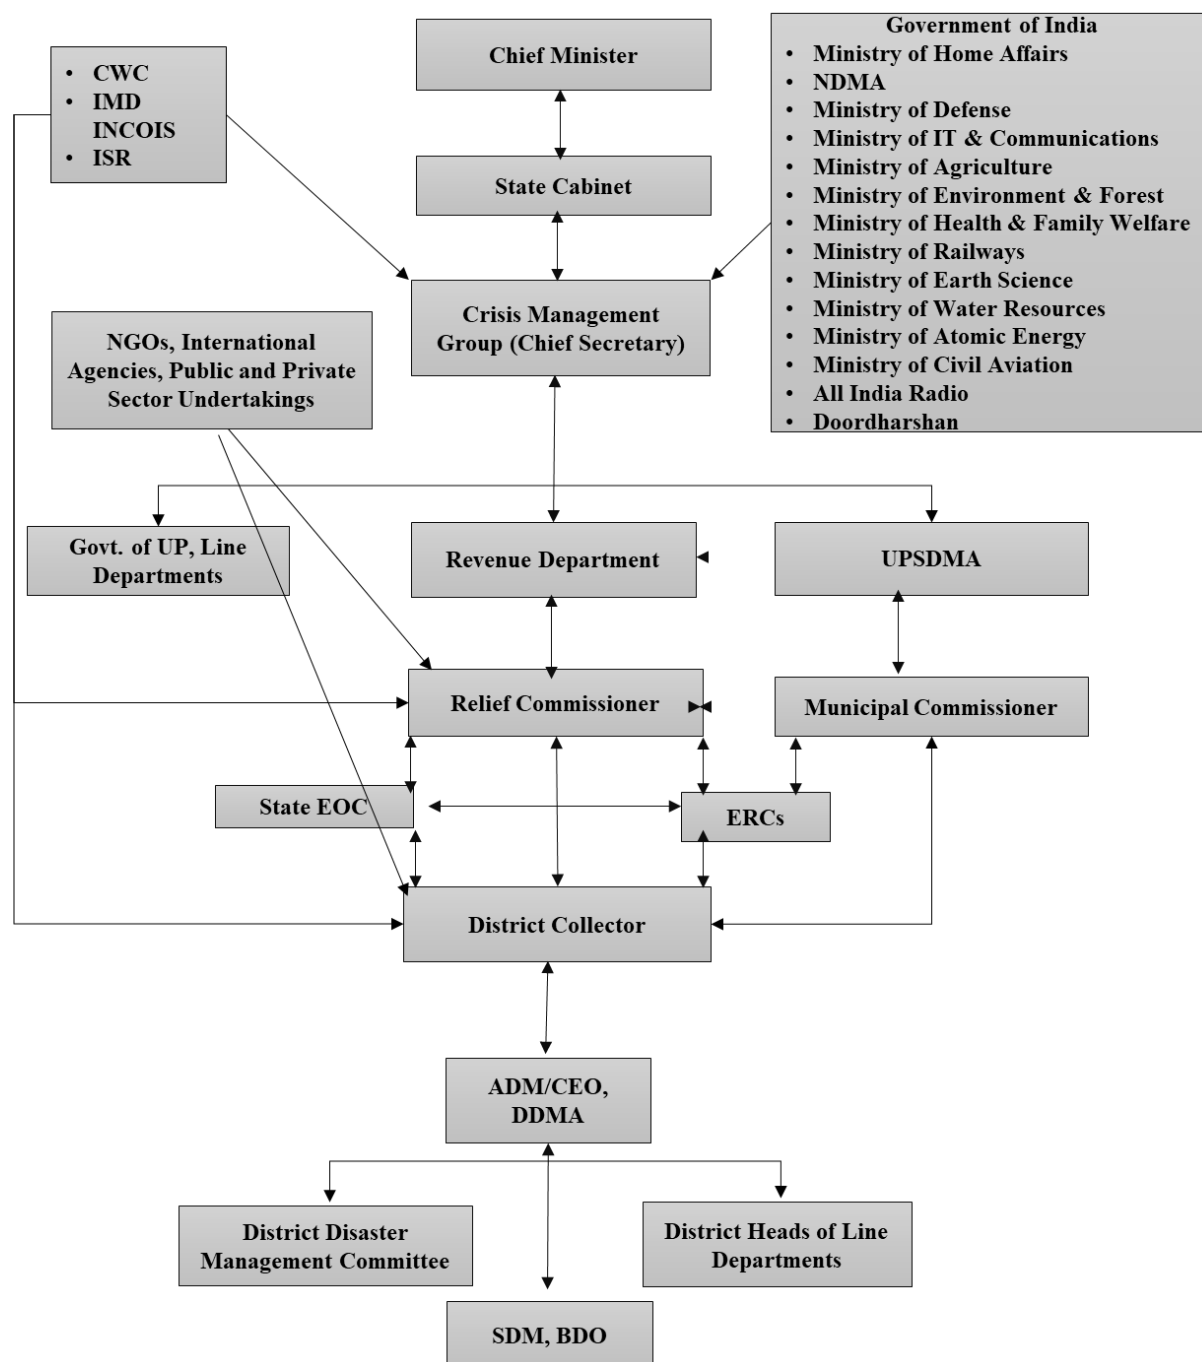 Chief Minister
Government of India
• Ministry of Home Affairs
• NDMA
• Ministry of Defense
• Ministry of IT & Communications
• Ministry of Agriculture
• Ministry of Environment & Forest
• Ministry of Health & Family Welfare
• Ministry of Railways
• Ministry of Earth Science
• Ministry of Water Resources
• Ministry of Atomic Energy
• Ministry of Civil Aviation
• All India Radio
• Doordharshan
• CWC
• IMD
INCOIS
• ISR
State Cabinet
Crisis Management
Group (Chief Secretary)
NGOs, International
Agencies, Public and Private
Sector Undertakings
Govt. of UP, Line
Departments
Revenue Department
UPSDMA
Relief Commissioner
Municipal Commissioner
State EOC
ERCs
District Collector
ADM/CEO,
DDMA
District Disaster
Management Committee
District Heads of Line
Departments
SDM, BDO